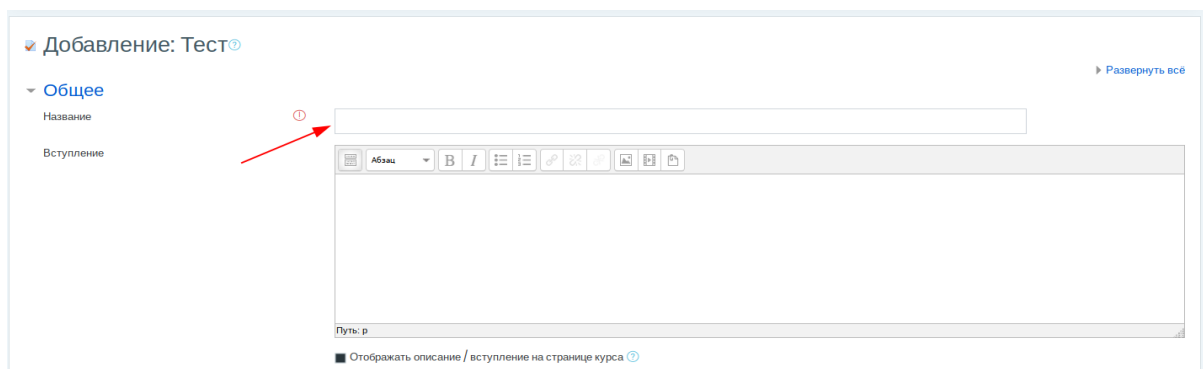 Добавление: Тест
Развернуть всё
Общее
Название
Вступление
Абзац
B I
Путь: p
Отображать описание / вступление на странице курса